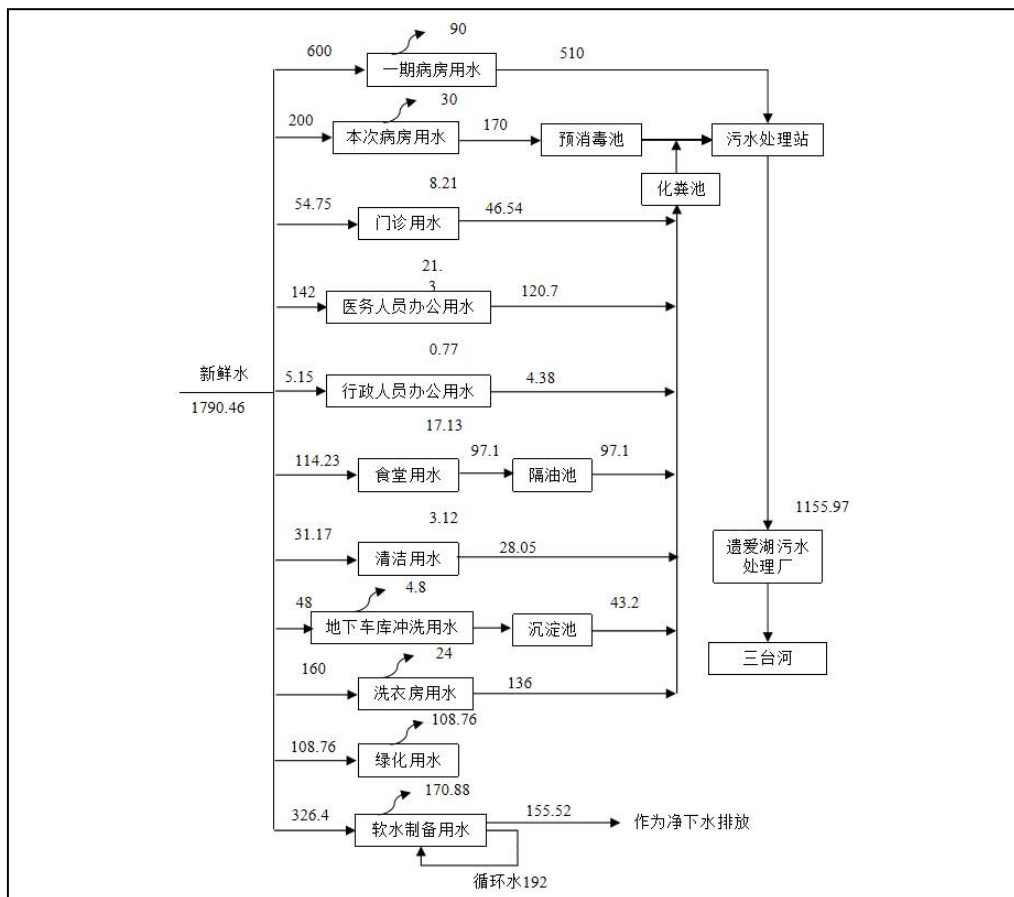 90
600
一期病房用水
510
30
200
本次病房用水
170
预消毒池
污水处理站
化粪池
8.21
54.75
门诊用水
46.54
21.
3
142
医务人员办公用水
120.7
0.77
新鲜水
1790.46
5.15
行政人员办公用水
4.38
17.13
114.23
食堂用水
97.1
隔油池
97.1
1155.97
3.12
31.17
清洁用水
28.05
遗爱湖污水
处理厂
4.8
48
地下车库冲洗用水
沉淀池
43.2
三台河
24
160
洗衣房用水
136
108.76
108.76
绿化用水
170.88
326.4
软水制备用水
155.52
作为净下水排放
循环水192